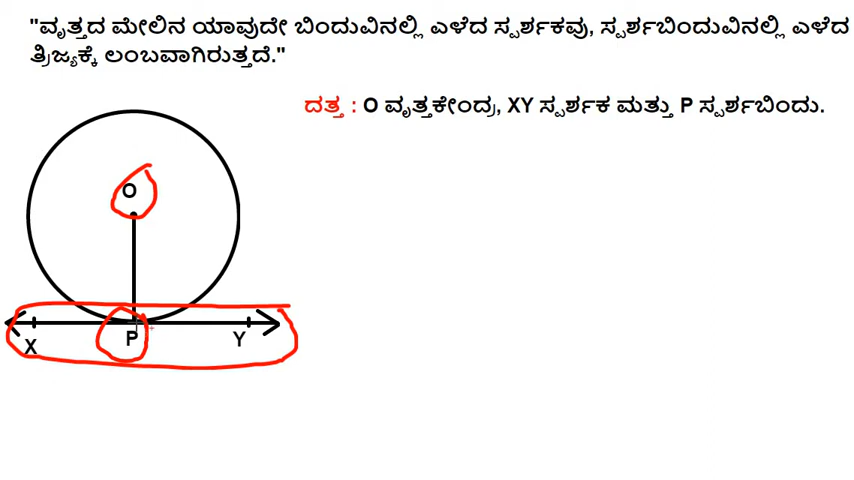 "ವೃತ್ತದ ಮೇಲಿನ ಯಾವುದೇ ಬಿಂದುವಿನಲ್ಲಿ ಎಳೆದ ಸ್ಪರ್ಶಕವು, ಸ್ಪರ್ಶಬಿಂದುವಿನಲ್ಲಿ ಎಳೆದ
ತ್ರಿಜ್ಯಕ್ಕೆ ಲಂಬವಾಗಿರುತ್ತದೆ."
ದತ್ತ : O ವೃತ್ತಕೇಂದ್ರ, XY ಸ್ಪರ್ಶಕ ಮತ್ತು P ಸ್ಪರ್ಶಬಿಂದು.
O
X P Y